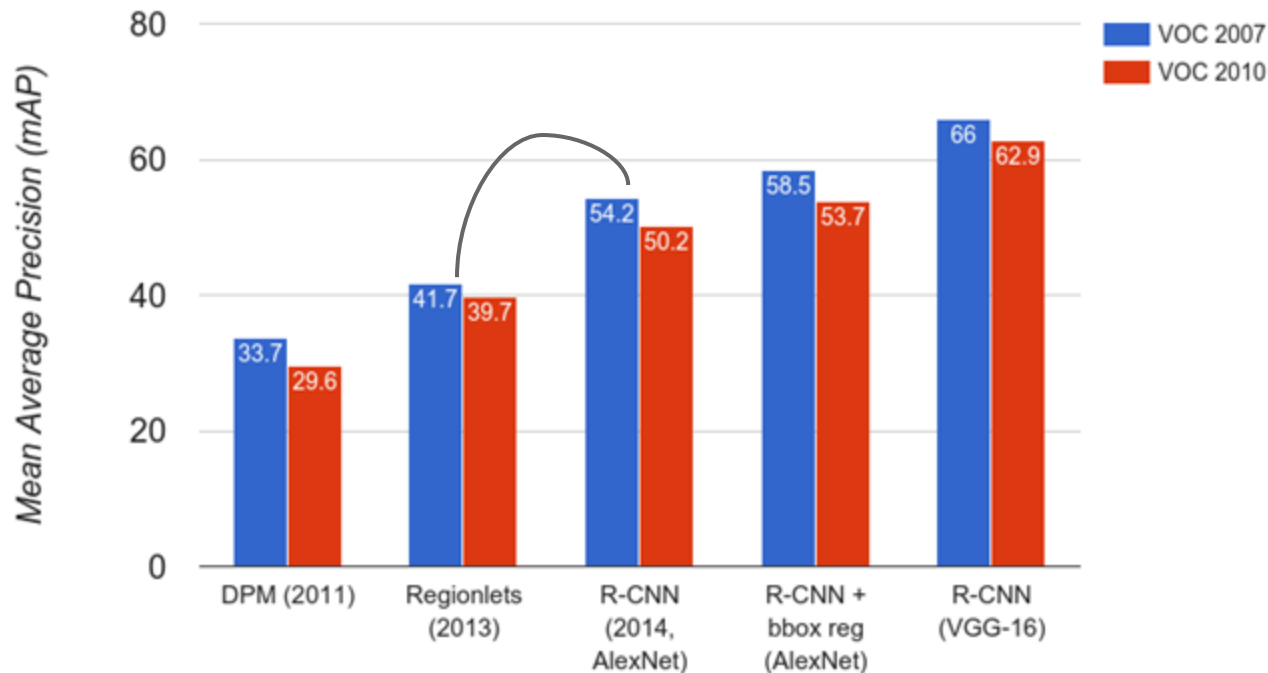 Mean Average Precision (mAP)
80
60
40
20
0
VOC 2007
VOC 2010
33.7
29.6
41.7
39.7
54.2
50.2
58.5
53.7
66
62.9
DPM (2011)
Regionlets
(2013)
R-CNN
(2014,
AlexNet)
R-CNN +
bbox reg
(AlexNet)
R-CNN
(VGG-16)